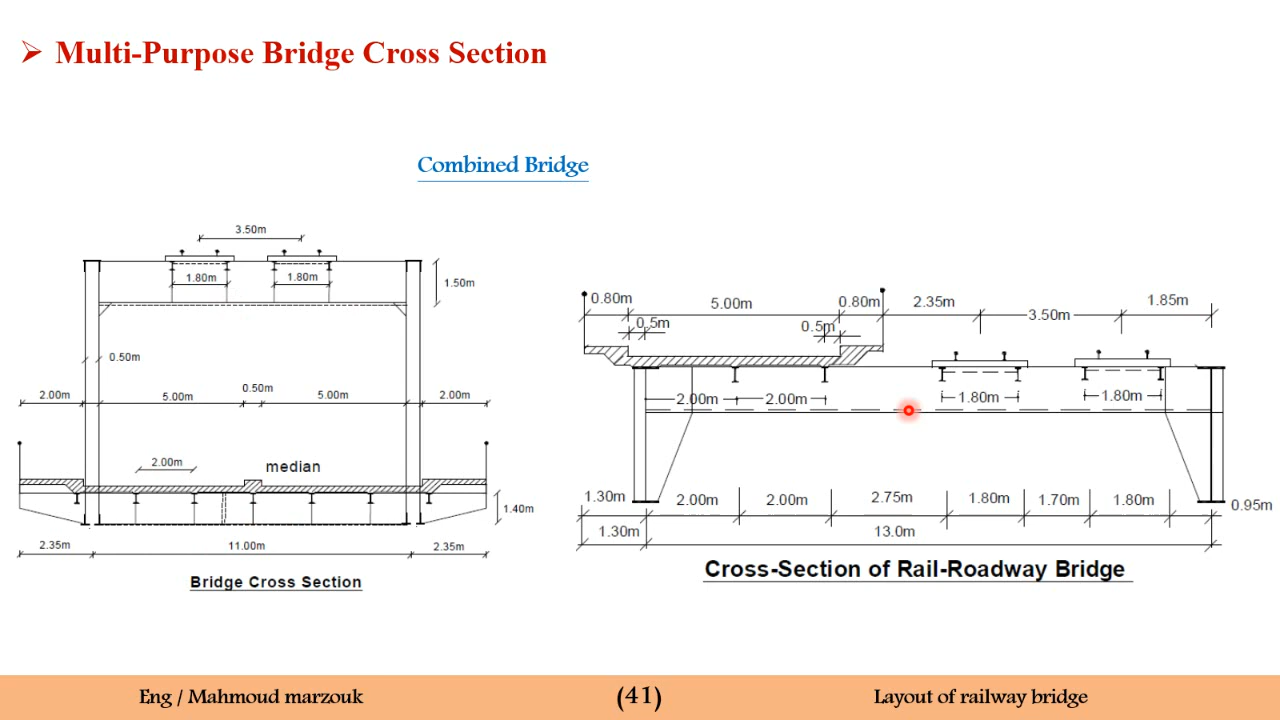 Multi-Purpose Bridge Cross Section
Combined Bridge
3.50m
1.80m 1.80m
1.50m
0.50m
2.00m 5.00m 0.50m 5.00m 2.00m
2.00m median
1.40m
2.35m 11.00m 2.35m
Bridge Cross Section
0.80m 5.00m 0.80m 2.35m 3.50m 1.85m
0.5m 0.5m
2.00m 2.00m 1.80m 1.80m
1.30m 2.00m 2.00m 2.75m 1.80m 1.70m 1.80m 0.95m
1.30m 13.0m
Cross-Section of Rail-Roadway Bridge
Eng / Mahmoud marzouk (41) Layout of railway bridge